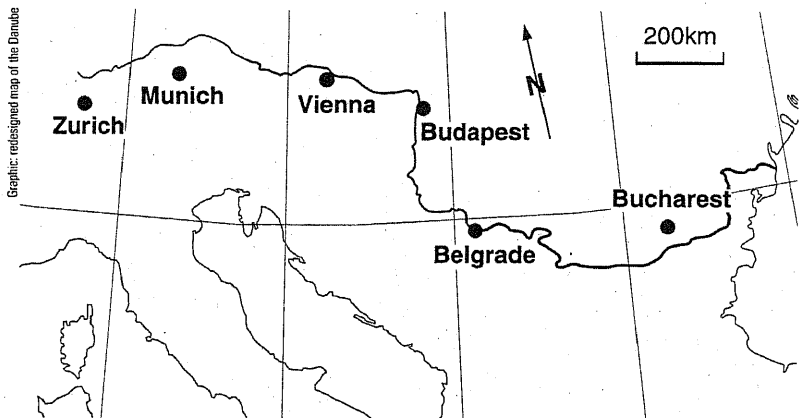 Graphic: redesigned map of the Danube
200km
N
Munich
Zurich
Vienna
Budapest
Bucharest
Belgrade